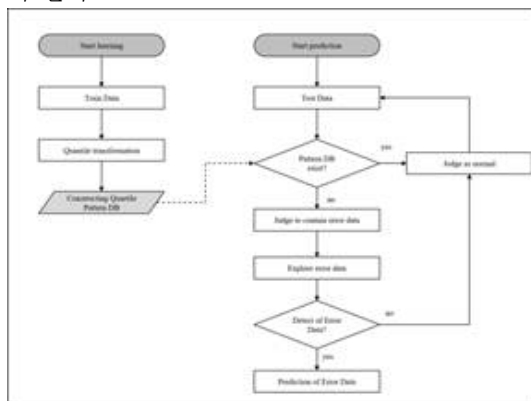 Start learning
Train Data
Quantile transformation
Constructing Quartile
Pattern DB
Start prediction
Test Data
Pattern DB
exist?
yes
Judge as normal
no
Judge to contain error data
Explore error data
Detect of Error
Data?
no
yes
Prediction of Error Data